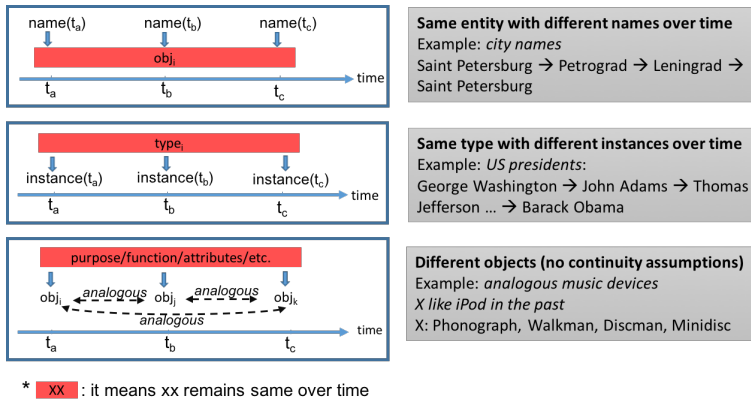 name(ta) name(tb) name(tc)
obji
time
ta tb tc
Same entity with different names over time
Example: city names
Saint Petersburg → Petrograd → Leningrad →
Saint Petersburg
typei
instance(ta) instance(tb) instance(tc)
time
ta tb tc
Same type with different instances over time
Example: US presidents:
George Washington → John Adams → Thomas
Jefferson … → Barack Obama
purpose/function/attributes/etc.
obji analogous objj analogous objk
analogous
time
ta tb tc
Different objects (no continuity assumptions)
Example: analogous music devices
X like iPod in the past
X: Phonograph, Walkman, Discman, Minidisc
* XX : it means xx remains same over time